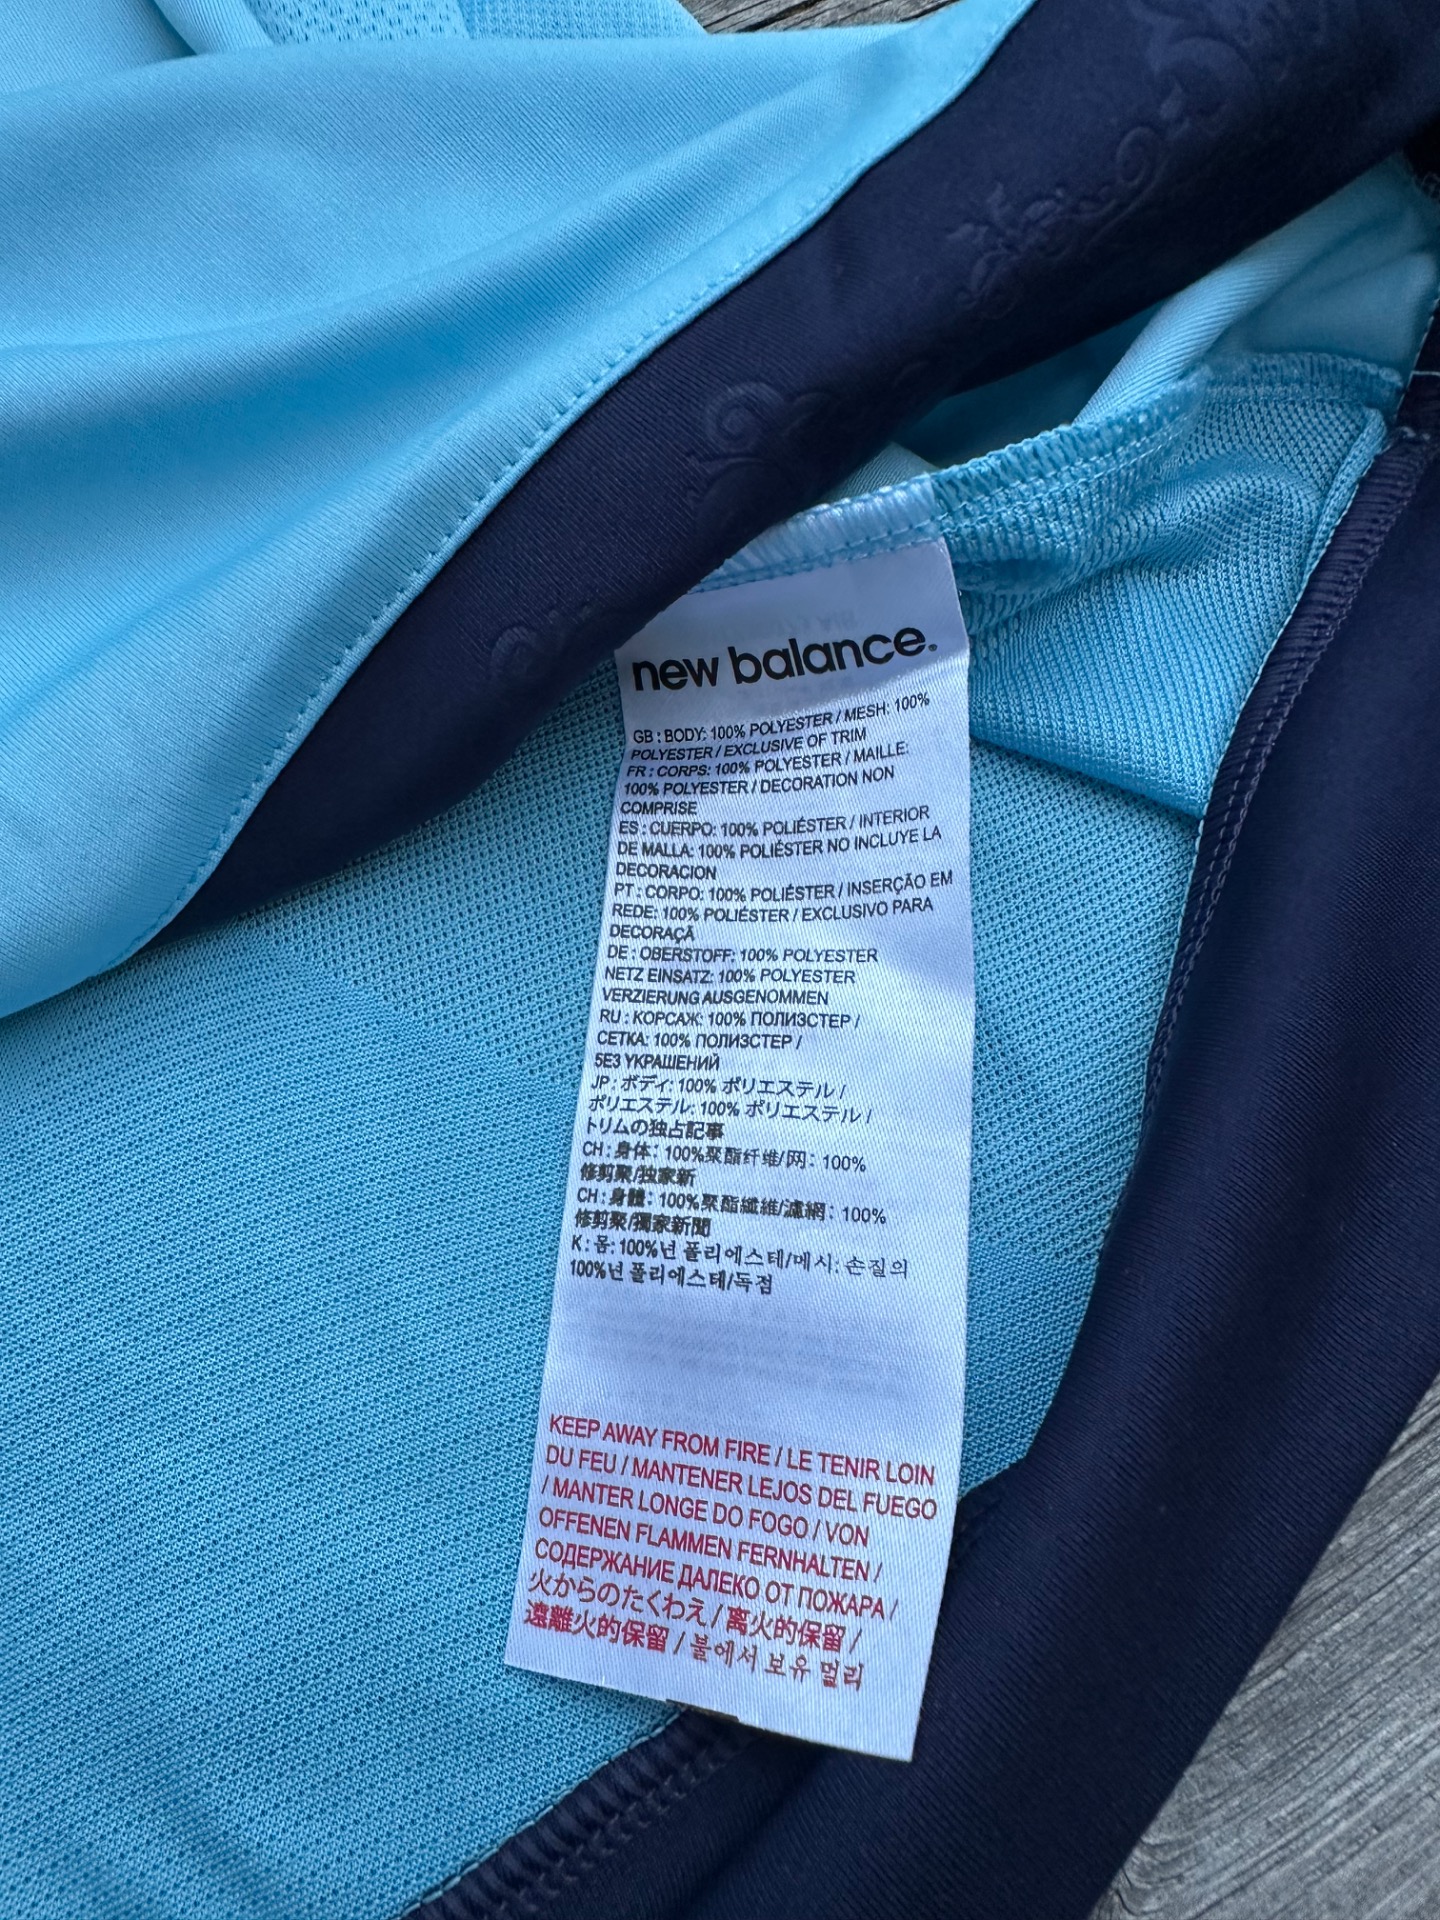 new balance.
GB : BODY: 100% POLYESTER / MESH: 100%
POLYESTER / EXCLUSIVE OF TRIM
FR : CORPS: 100% POLYESTER / MAILLE:
100% POLYESTER / DECORATION NON
COMPRISE
ES : CUERPO: 100% POLIÉSTER / INTERIOR
DE MALLA: 100% POLIÉSTER NO INCLUYE LA
DECORACION
PT : CORPO: 100% POLIÉSTER / INSERÇÃO EM
REDE: 100% POLIÉSTER / EXCLUSIVO PARA
DECORAÇÃ
DE : OBERSTOFF: 100% POLYESTER
NETZ EINSATZ: 100% POLYESTER
VERZIERUNG AUSGENOMMEN
RU : КОРСАЖ: 100% ПОЛИЗСТЕР /
СЕТКА: 100% ПОЛИЗСТЕР /
5ЕЗ УКРАШЕНИЙ
JP : ボディ: 100% ポリエステル /
ポリエステル: 100% ポリエステル /
トリムの独占記事
CH : 身体： 100%聚酯纤维/网： 100%
修剪聚/独家新
CH : 身體： 100%聚酯纖維/濾網： 100%
修剪聚/獨家新聞
K : 몸: 100%년 폴리에스테/메시: 손질의
100%년 폴리에스테/독점
KEEP AWAY FROM FIRE / LE TENIR LOIN
DU FEU / MANTENER LEJOS DEL FUEGO
/ MANTER LONGE DO FOGO / VON
OFFENEN FLAMMEN FERNHALTEN /
СОДЕРЖАНИЕ ДАЛЕКО ОТ ПОЖАРА /
火からのたくわえ / 离火的保留 /
遠離火的保留 / 불에서 보유 멀리